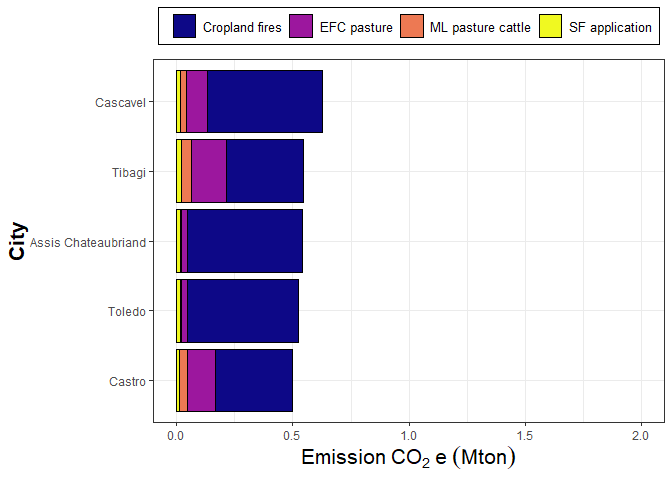 Cropland fires EFC pasture ML pasture cattle SF application
Cascavel
Tibagi
Assis Chateaubriand
Toledo
Castro
City
0.0 0.5 1.0 1.5 2.0
Emission CO₂ e (Mton)